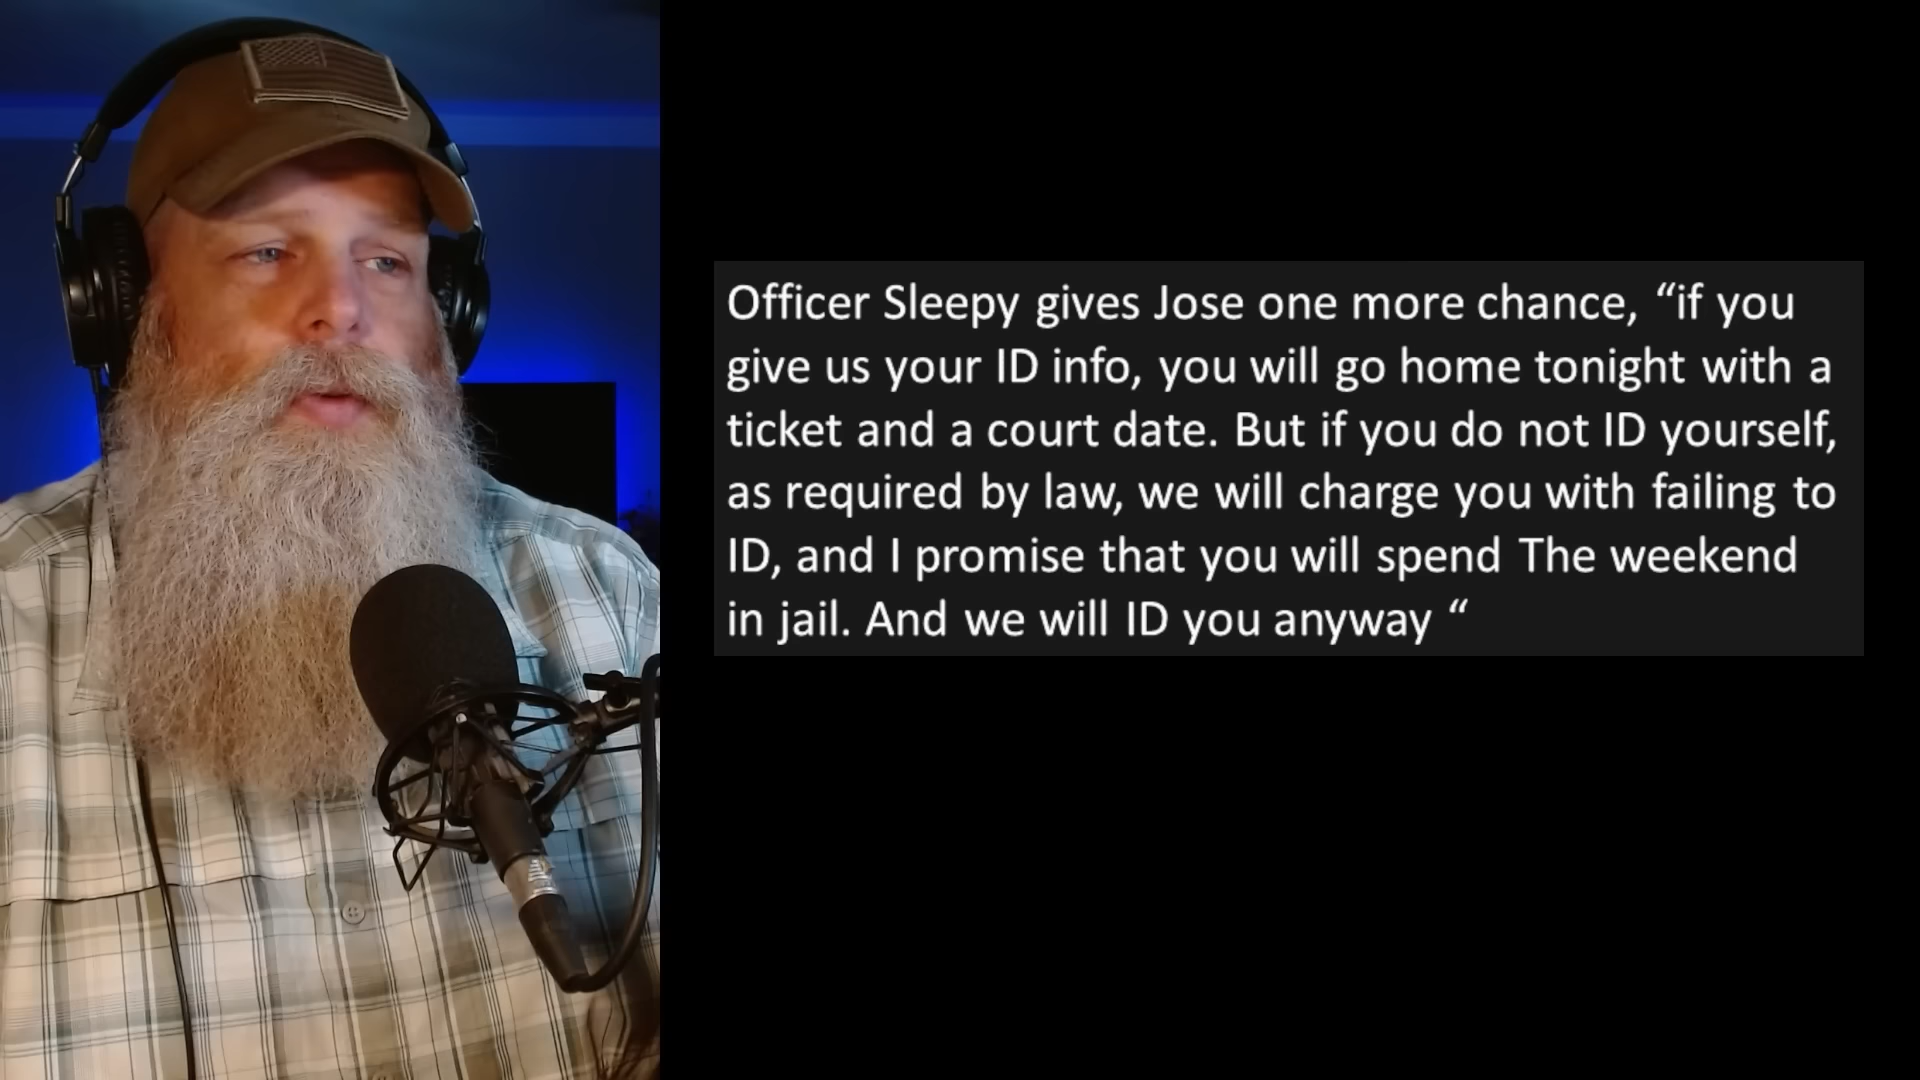 Officer Sleepy gives Jose one more chance, “if you
give us your ID info, you will go home tonight with a
ticket and a court date. But if you do not ID yourself,
as required by law, we will charge you with failing to
ID, and I promise that you will spend The weekend
in jail. And we will ID you anyway “